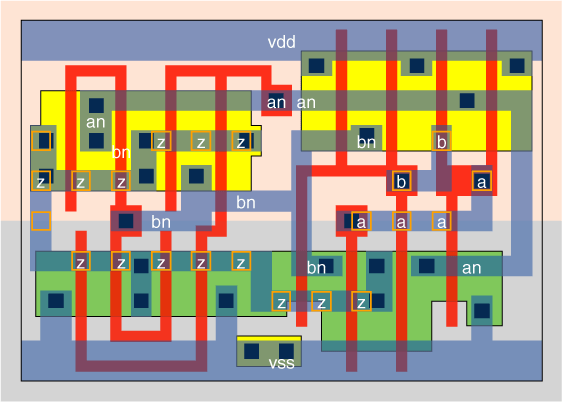 vdd
an an
an
bn z z z bn b
z z z b a
bn
bn a a a
z z z z z bn an
z z z
vss